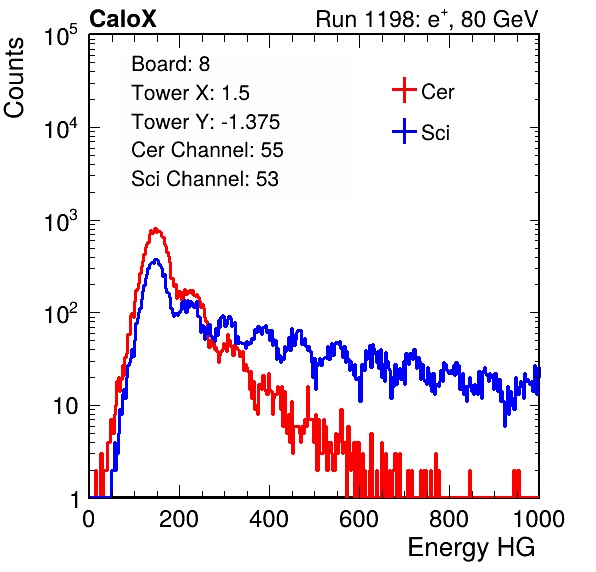 CaloX Run 1198: e⁺, 80 GeV
Counts
10⁵
Board: 8
Tower X: 1.5
Tower Y: -1.375
Cer Channel: 55
Sci Channel: 53
Cer
Sci
10⁴
10³
10²
10
1
0 200 400 600 800 1000
Energy HG